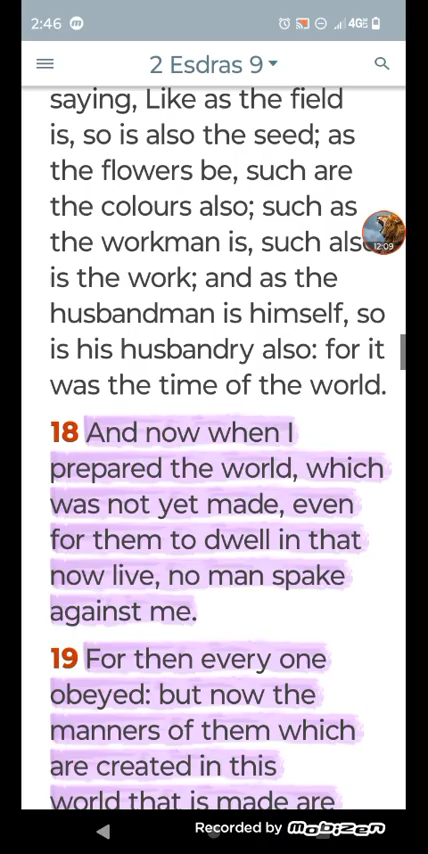 2:46 4G
2 Esdras 9
saying, Like as the field
is, so is also the seed; as
the flowers be, such are
the colours also; such as
the workman is, such als
is the work; and as the
husbandman is himself, so
is his husbandry also: for it
was the time of the world.
18 And now when I
prepared the world, which
was not yet made, even
for them to dwell in that
now live, no man spake
against me.
19 For then every one
obeyed: but now the
manners of them which
are created in this
world that is made are
12:09
Recorded by Mobizen